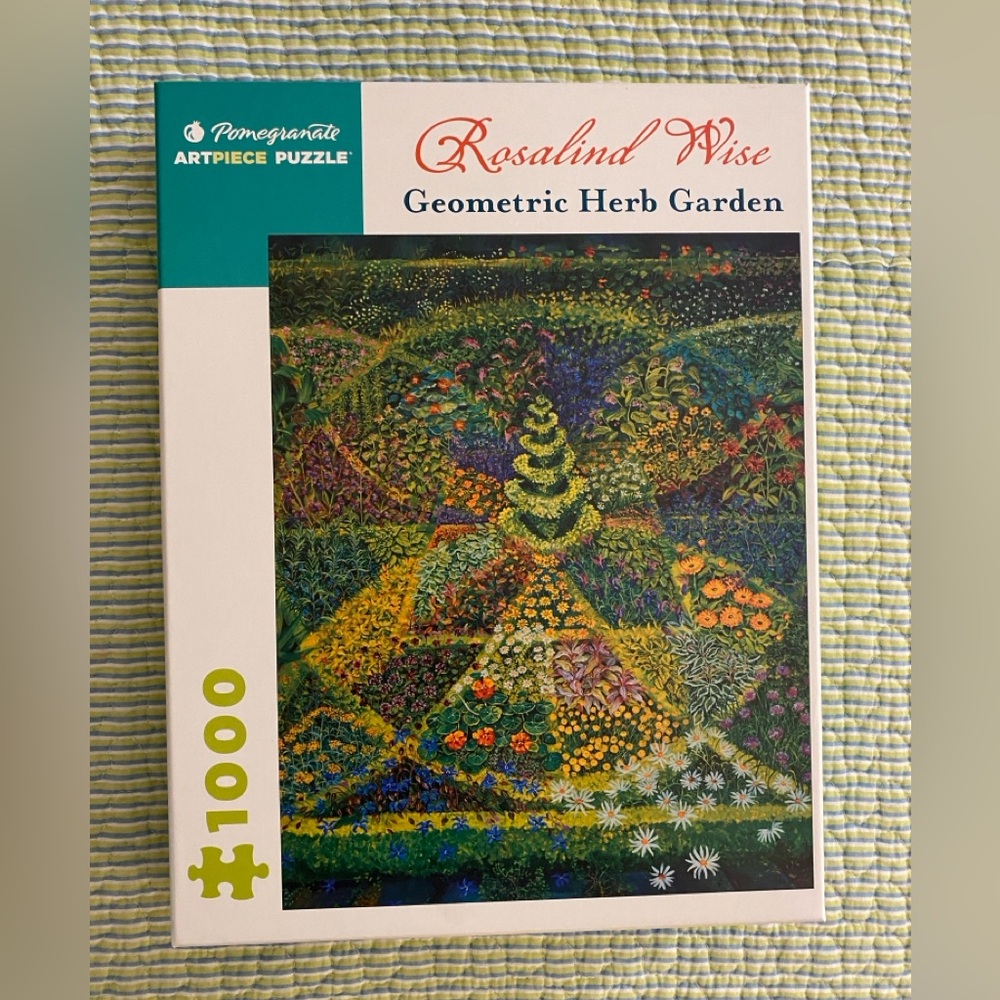 Pomegranate
ARTPIECE PUZZLE
Rosalind Wise
Geometric Herb Garden
1000